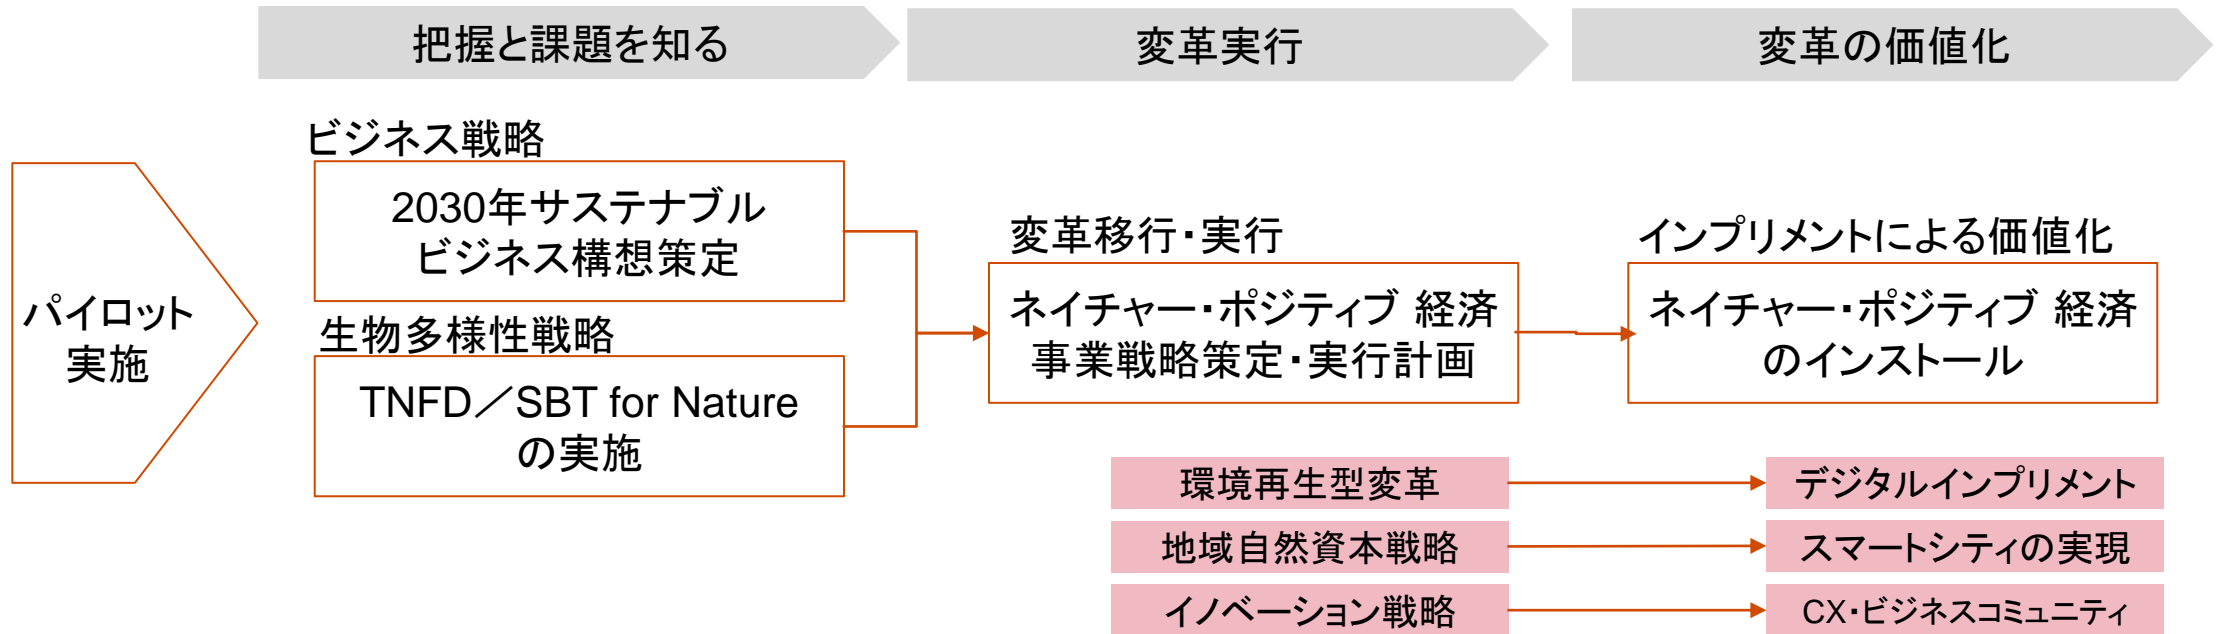 把握と課題を知る
変革実行
変革の価値化
パイロット
実施
ビジネス戦略
2030年サステナブル
ビジネス構想策定
生物多様性戦略
TNFD／SBT for Nature
の実施
変革移行・実行
ネイチャー・ポジティブ 経済
事業戦略策定・実行計画
インプリメントによる価値化
ネイチャー・ポジティブ 経済
のインストール
環境再生型変革
デジタルインプリメント
地域自然資本戦略
スマートシティの実現
イノベーション戦略
CX・ビジネスコミュニティ